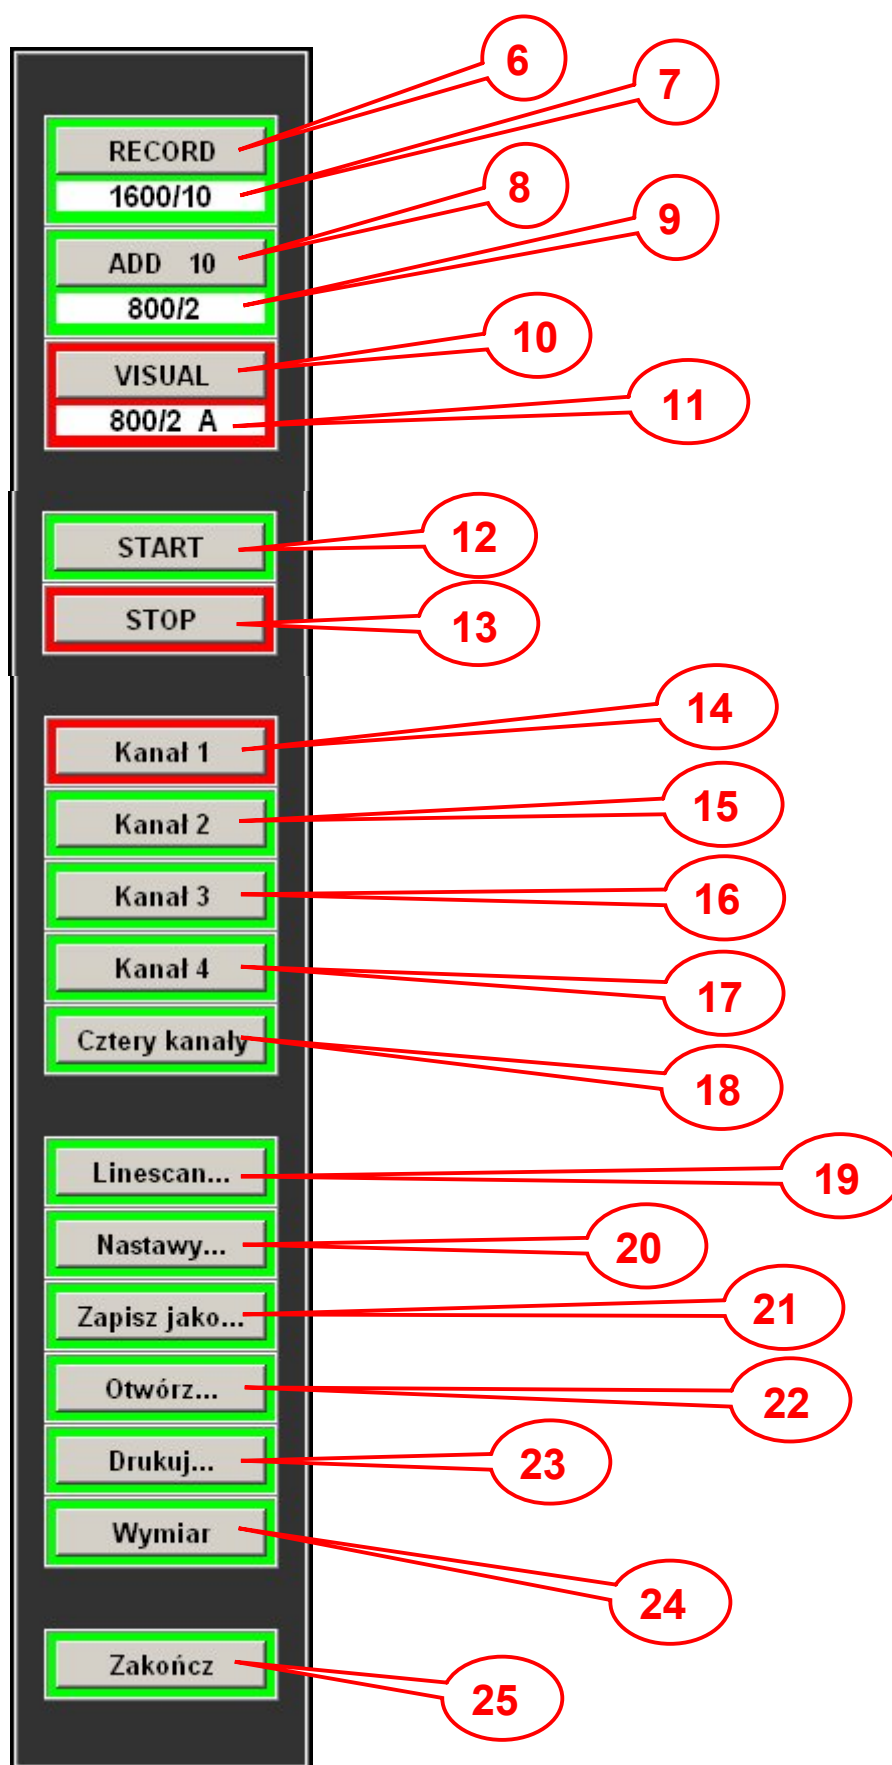 6
7
RECORD
1600/10
8
9
ADD 10
800/2
10
VISUAL
11
800/2 A
12
START
13
STOP
14
Kanał 1
15
Kanał 2
16
Kanał 3
17
Kanał 4
18
Cztery kanały
19
Linescan...
20
Nastawy...
21
Zapisz jako...
22
Otwórz...
23
Drukuj...
24
Wymiar
25
Zakończ